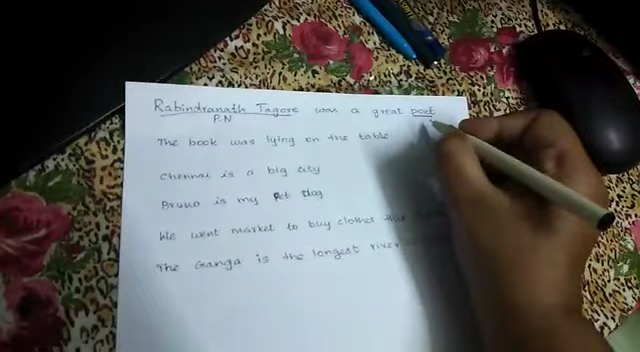 Rabindranath Tagore was a great poet
P.N
The book was lying on the table
Chennai is a big city
Bruno is my Pet dog
We went market to buy clothes
The Ganga is the longest river